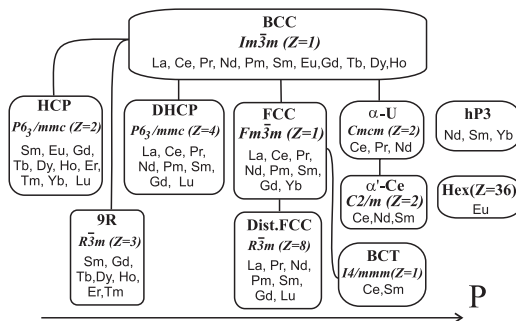 BCC
Im3̄m (Z=1)
La, Ce, Pr, Nd, Pm, Sm, Eu,Gd, Tb, Dy,Ho
HCP
P6₃/mmc (Z=2)
Sm, Eu, Gd,
Tb, Dy, Ho, Er,
Tm, Yb, Lu
DHCP
P6₃/mmc (Z=4)
La, Ce, Pr,
Nd, Pm, Sm,
Gd, Lu
FCC
Fm3̄m (Z=1)
La, Ce, Pr,
Nd, Pm, Sm,
Gd, Yb
α-U
Cmcm (Z=2)
Ce, Pr, Nd
hP3
Nd, Sm, Yb
α'-Ce
C2/m (Z=2)
Ce,Nd,Sm
Hex(Z=36)
Eu
9R
R3̄m (Z=3)
Sm, Gd,
Tb,Dy, Ho,
Er,Tm
Dist.FCC
R3̄m (Z=8)
La, Pr, Nd,
Pm, Sm,
Gd, Lu
BCT
I4/mmm(Z=1)
Ce,Sm
P